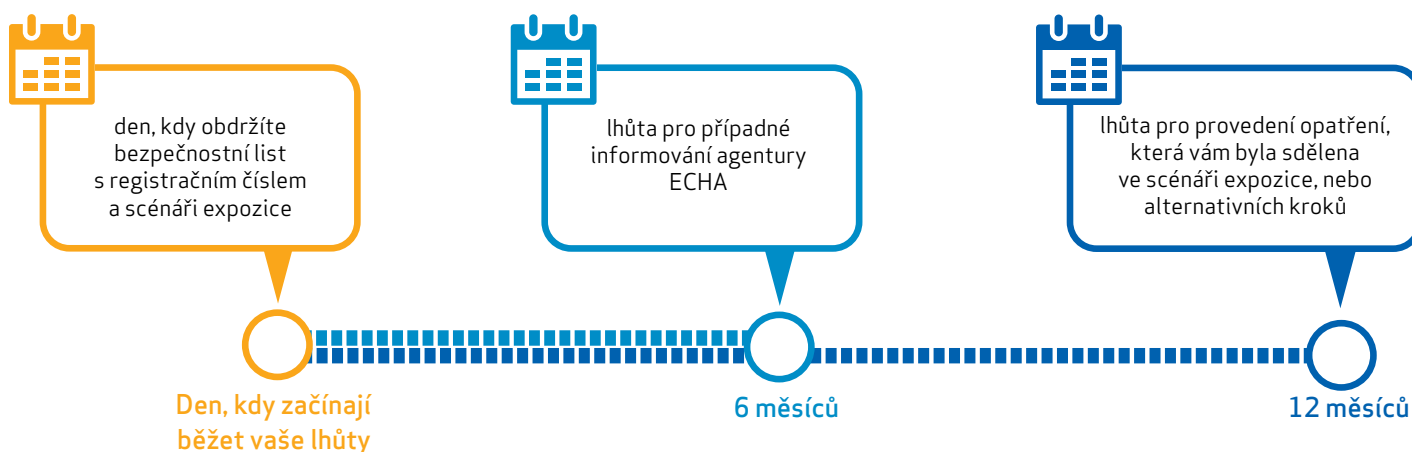 den, kdy obdržíte
bezpečnostní list
s registračním číslem
a scénáři expozice
lhůta pro případné
informování agentury
ECHA
lhůta pro provedení opatření,
která vám byla sdělena
ve scénáři expozice, nebo
alternativních kroků
Den, kdy začínají
běžet vaše lhůty
6 měsíců
12 měsíců